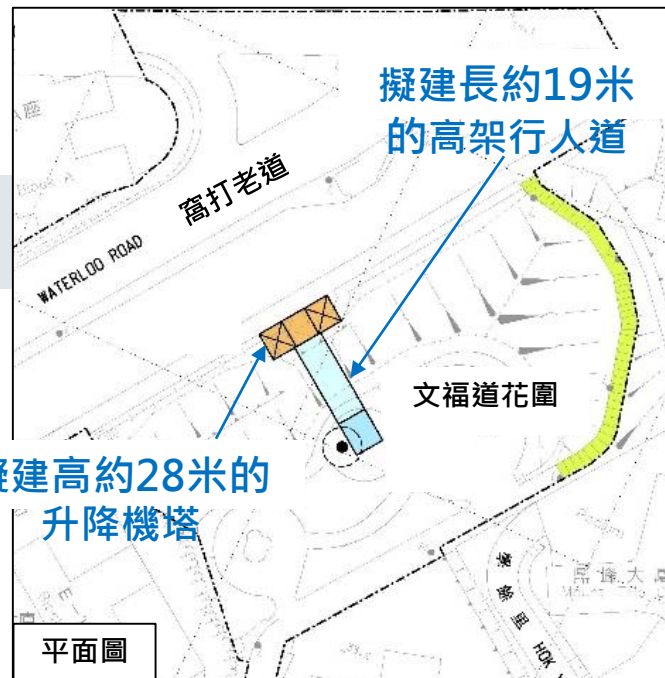 擬建長約19米
的高架行人道
座
窩打老道
WATERLOO ROAD
文福道花園
擬建高約28米的
升降機塔
HOK
平面圖